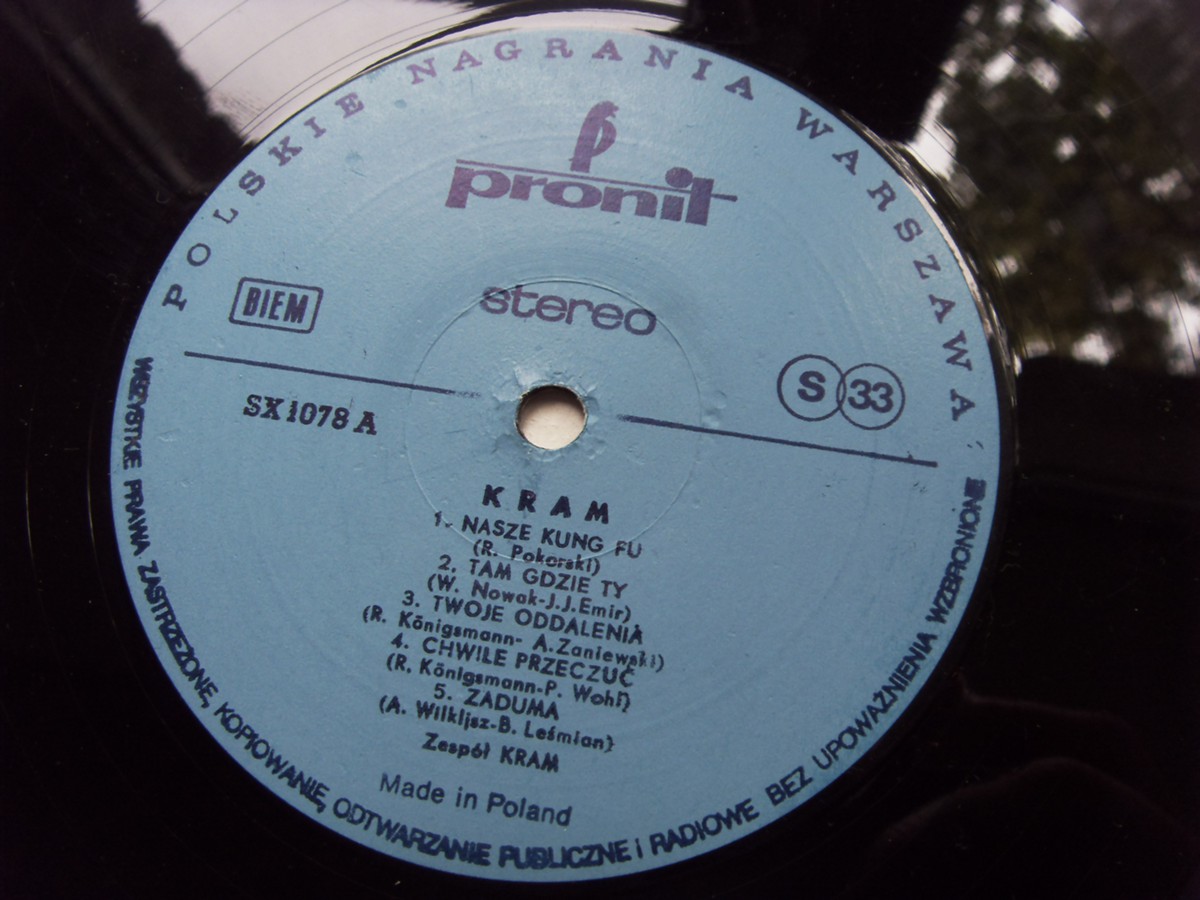 POLSKIE NAGRANIA WARSZAWA
pronit
stereo
BIEM
S 33
SX 1078 A
KRAM
1. NASZE KUNG FU
(R. Pokorski)
2. TAM GDZIE TY
(W. Nowak-J.J.Emir)
3. TWOJE ODDALENIA
(R. Königsmann- A.Zaniewski)
4. CHWILE PRZECZUĆ
(R. Königsmann-P. Wohl)
5. ZADUMA
(A. Wilkljsz-B. Leśmian)
Zespół KRAM
Made in Poland
WSZYSTKIE PRAWA ZASTRZEŻONE, KOPIOWANIE, ODTWARZANIE PUBLICZNE i RADIOWE BEZ UPOWAŻNIENIA WZBRONIONE